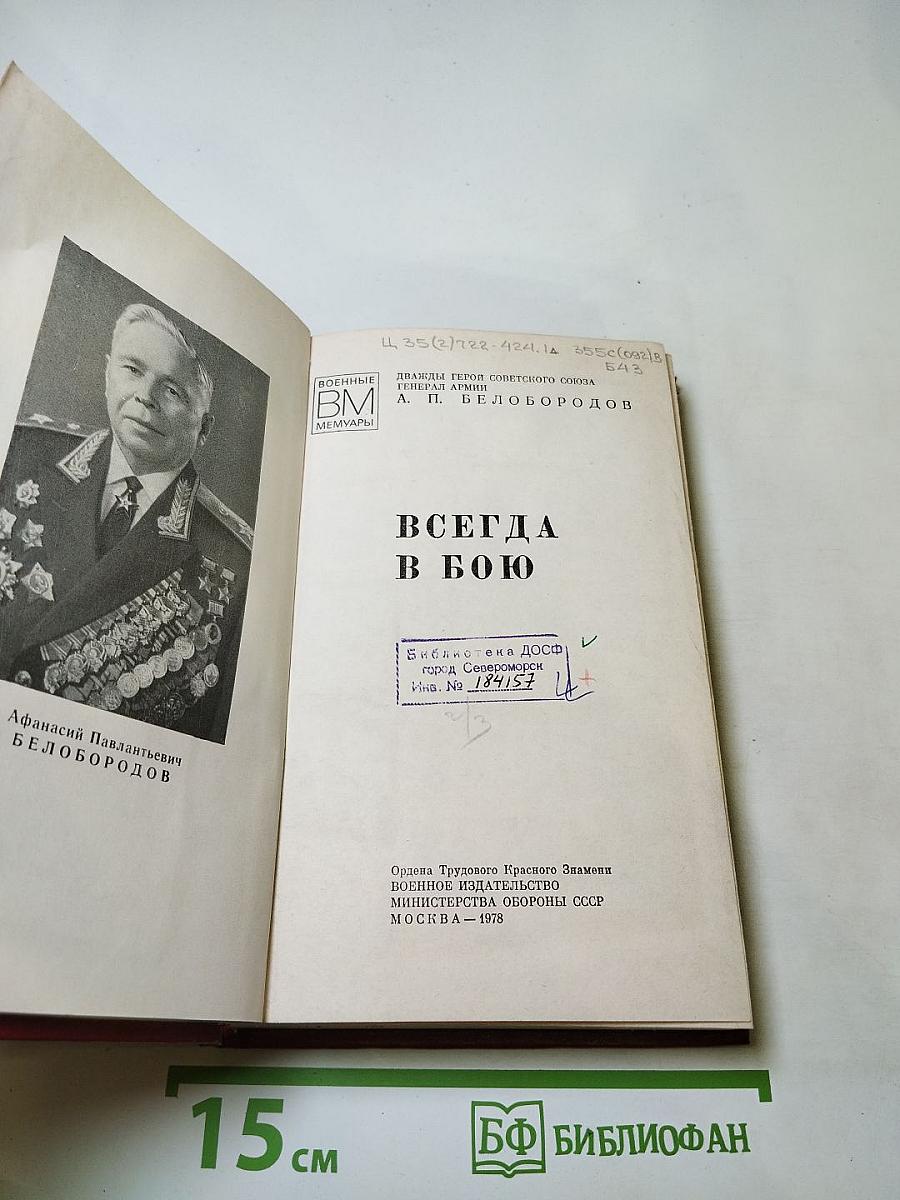 Афанасий Павлантьевич
БЕЛОБОРОДОВ
Ц 35(2)722-424.1д 355С(092)В
Б43
ВОЕННЫЕ
ВМ
МЕМУАРЫ
ДВАЖДЫ ГЕРОЙ СОВЕТСКОГО СОЮЗА
ГЕНЕРАЛ АРМИИ
А. П. БЕЛОБОРОДОВ
ВСЕГДА
В БОЮ
Библиотека ДОСФ
город Североморск
Инв. № 184157
Ордена Трудового Красного Знамени
ВОЕННОЕ ИЗДАТЕЛЬСТВО
МИНИСТЕРСТВА ОБОРОНЫ СССР
МОСКВА — 1978
15 см
БФ БИБЛИОФАН